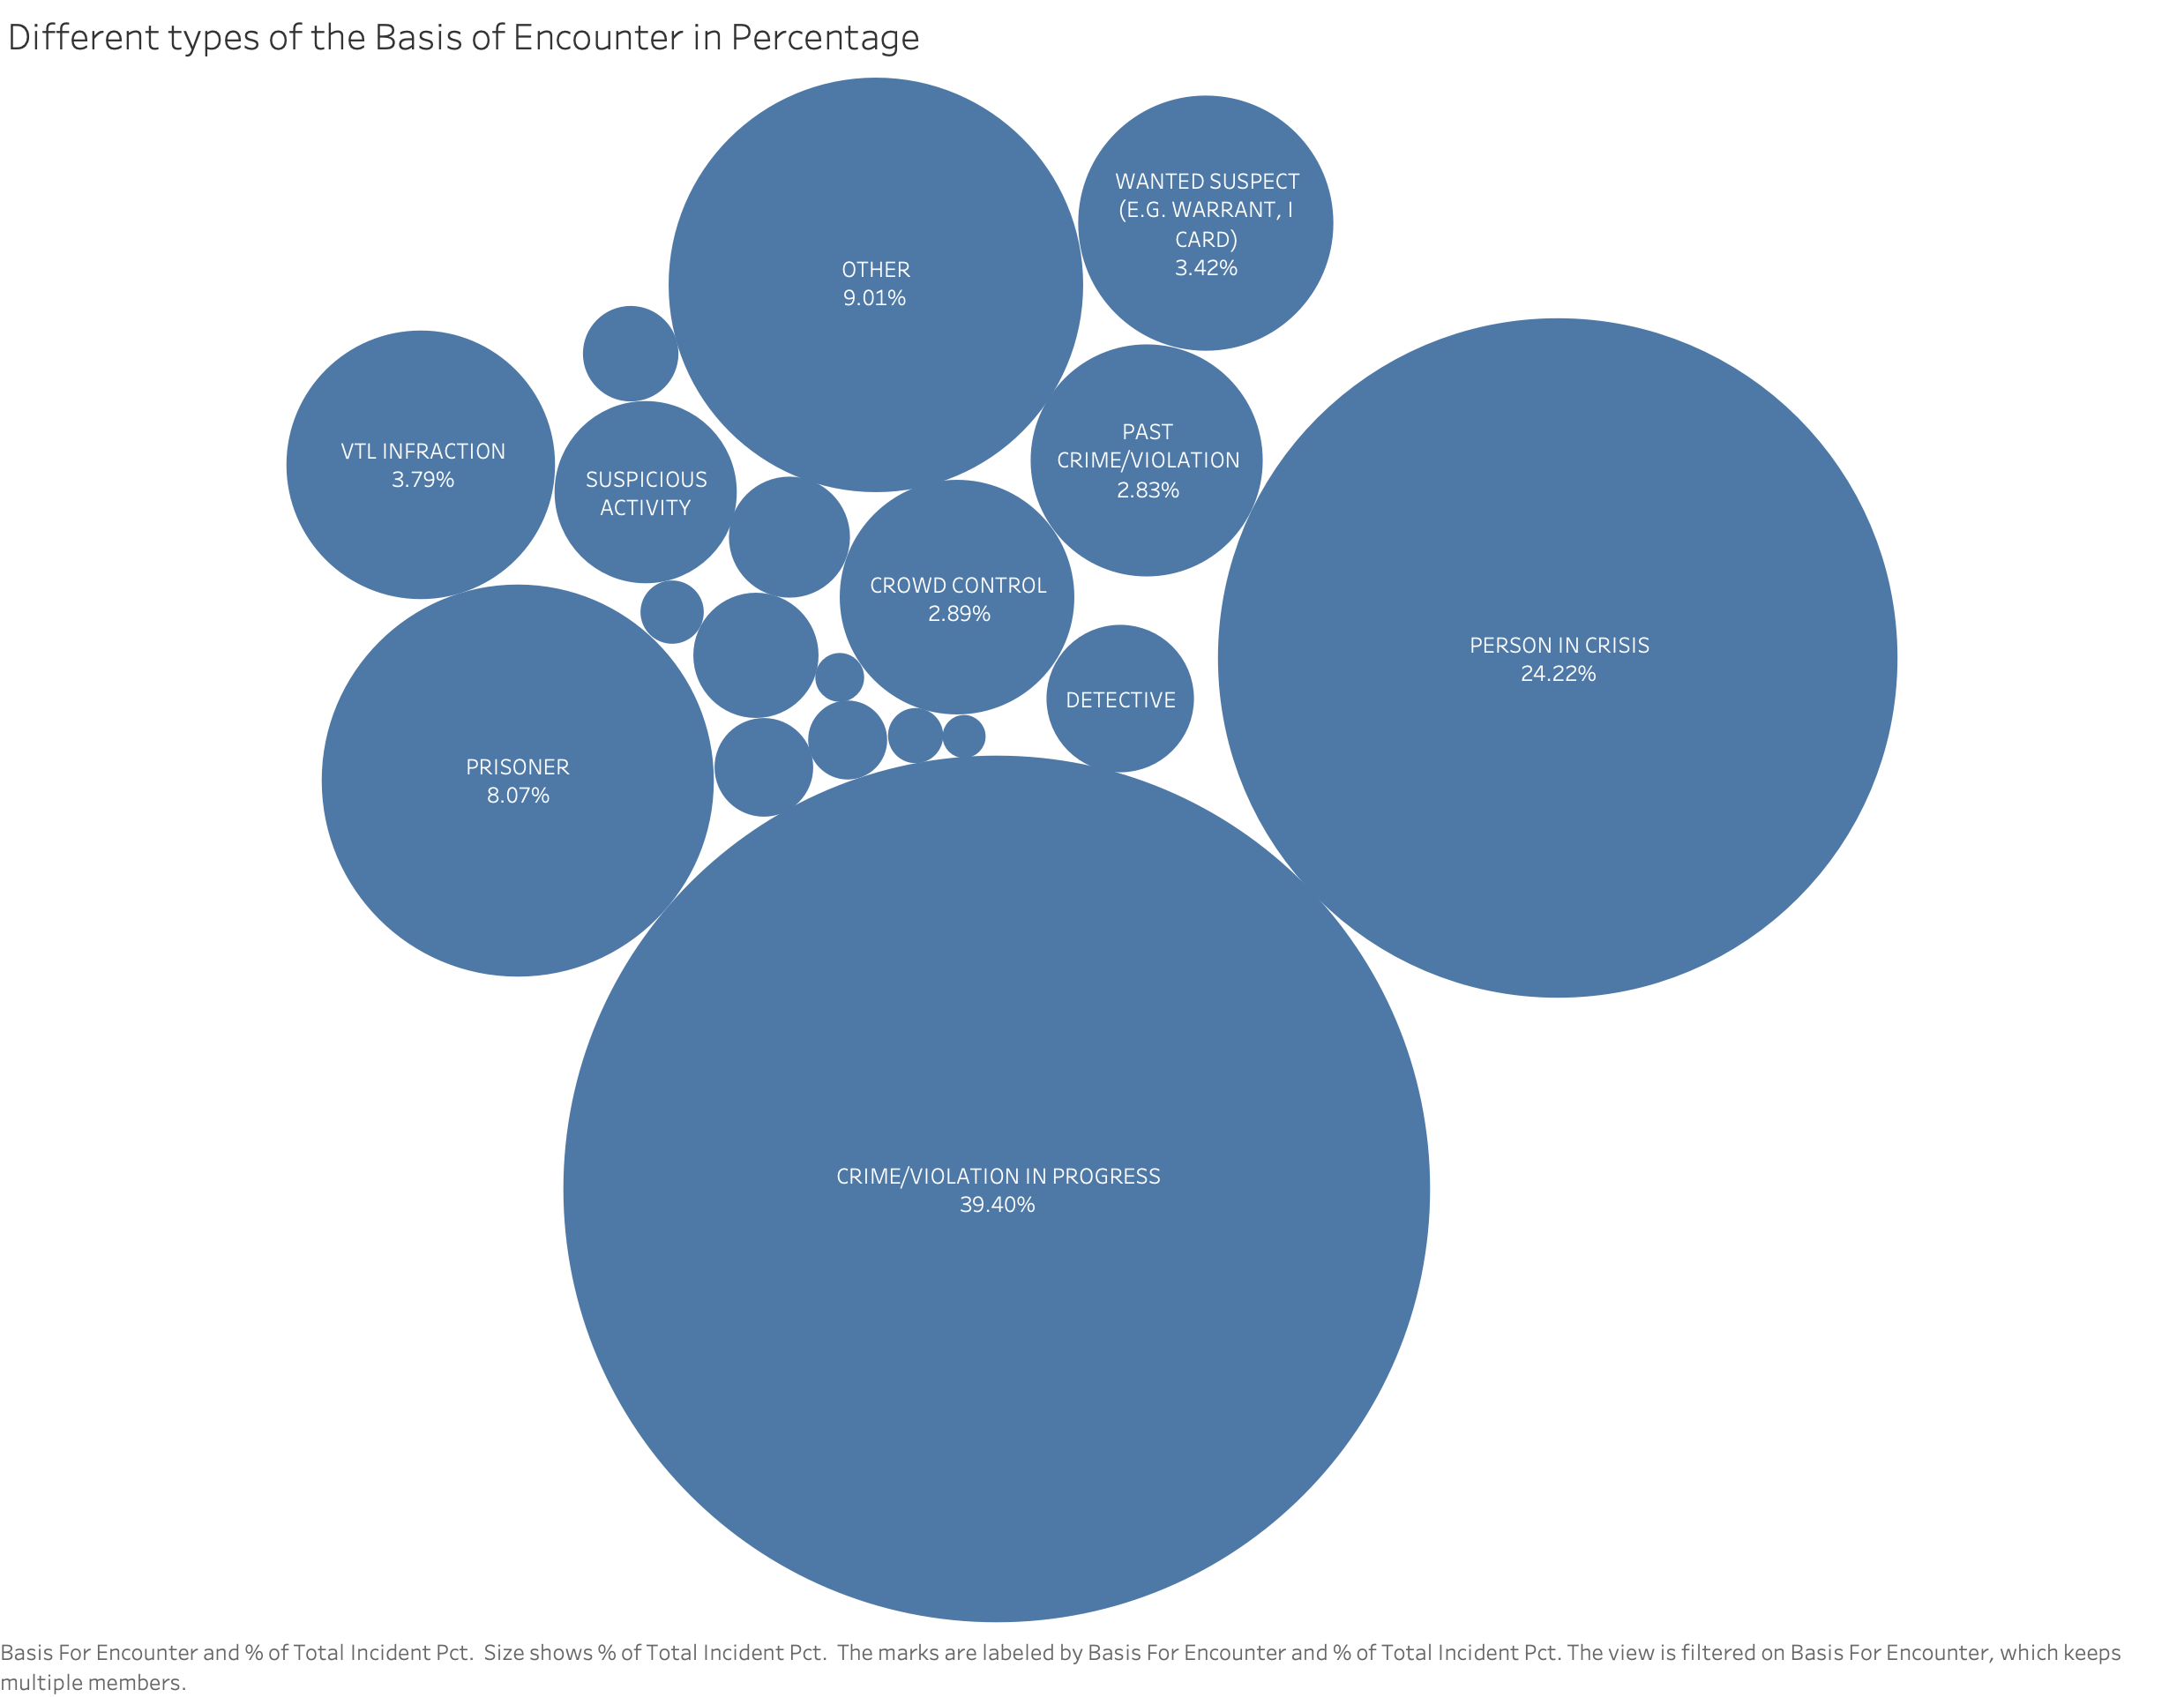 Different types of the Basis of Encounter in Percentage
WANTED SUSPECT
(E.G. WARRANT, I
CARD)
3.42%
OTHER
9.01%
PAST
CRIME/VIOLATION
2.83%
VTL INFRACTION
3.79%
SUSPICIOUS
ACTIVITY
CROWD CONTROL
2.89%
PERSON IN CRISIS
24.22%
DETECTIVE
PRISONER
8.07%
CRIME/VIOLATION IN PROGRESS
39.40%
Basis For Encounter and % of Total Incident Pct.  Size shows % of Total Incident Pct.  The marks are labeled by Basis For Encounter and % of Total Incident Pct. The view is filtered on Basis For Encounter, which keeps
multiple members.